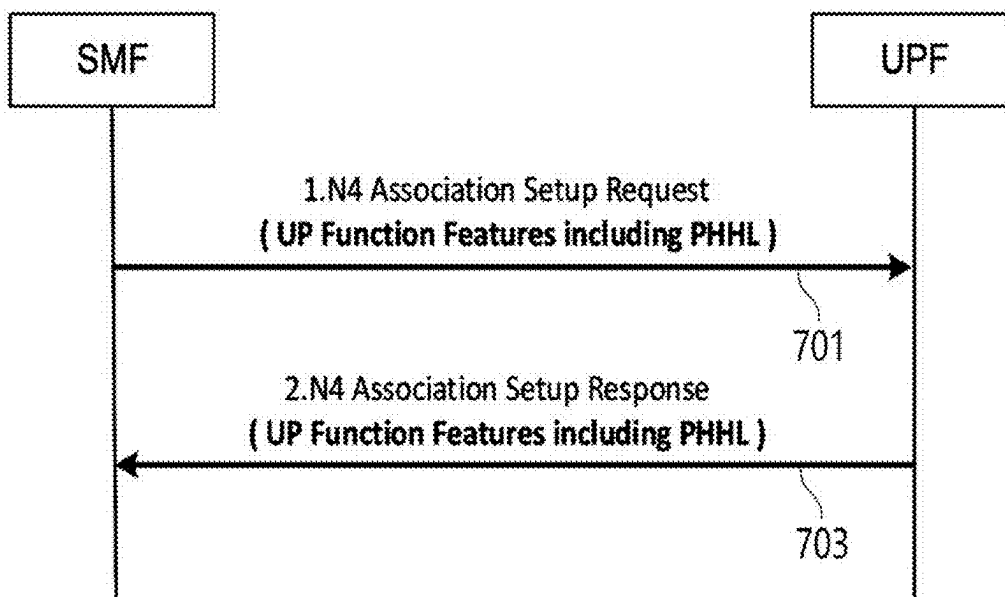 SMF
UPF
1.N4 Association Setup Request
( UP Function Features including PHHL )
701
2.N4 Association Setup Response
( UP Function Features including PHHL )
703